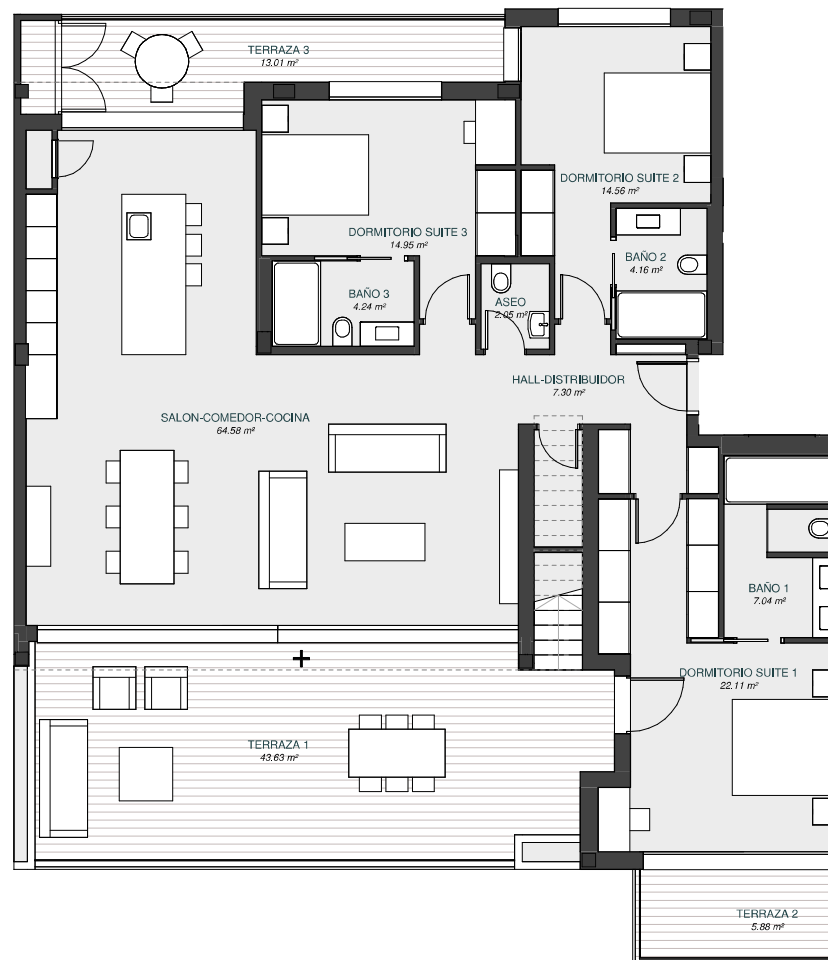 TERRAZA 3
13.01 m²
DORMITORIO SUITE 2
14.56 m²
DORMITORIO SUITE 3
14.95 m²
BAÑO 2
4.16 m²
BAÑO 3
4.24 m²
ASEO
2.05 m²
HALL-DISTRIBUIDOR
7.30 m²
SALON-COMEDOR-COCINA
64.58 m²
BAÑO 1
7.04 m²
DORMITORIO SUITE 1
22.11 m²
TERRAZA 1
43.63 m²
TERRAZA 2
5.88 m²